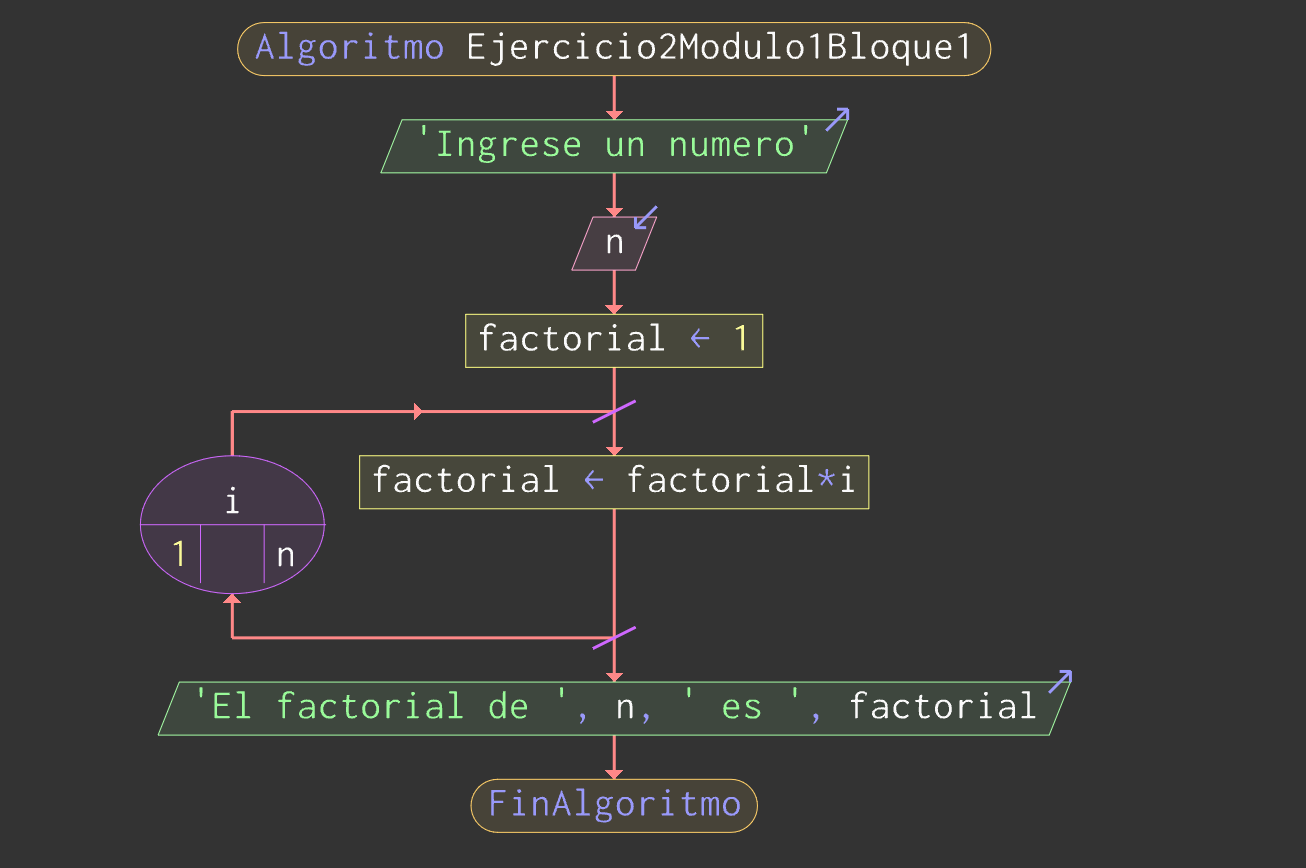 Algoritmo Ejercicio2Modulo1Bloque1
'Ingrese un numero'
n
factorial ← 1
factorial ← factorial*i
i
1 n
'El factorial de ', n, ' es ', factorial
FinAlgoritmo